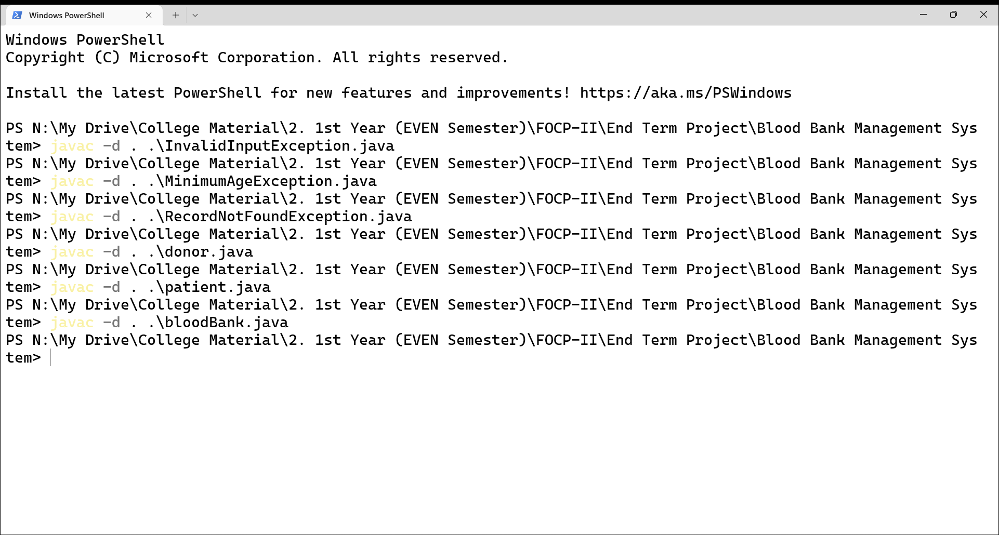 Windows PowerShell
Windows PowerShell
Copyright (C) Microsoft Corporation. All rights reserved.
Install the latest PowerShell for new features and improvements! https://aka.ms/PSWindows
PS N:\My Drive\College Material\2. 1st Year (EVEN Semester)\FOCP-II\End Term Project\Blood Bank Management Sys
tem> javac -d . .\InvalidInputException.java
PS N:\My Drive\College Material\2. 1st Year (EVEN Semester)\FOCP-II\End Term Project\Blood Bank Management Sys
tem> javac -d . .\MinimumAgeException.java
PS N:\My Drive\College Material\2. 1st Year (EVEN Semester)\FOCP-II\End Term Project\Blood Bank Management Sys
tem> javac -d . .\RecordNotFoundException.java
PS N:\My Drive\College Material\2. 1st Year (EVEN Semester)\FOCP-II\End Term Project\Blood Bank Management Sys
tem> javac -d . .\donor.java
PS N:\My Drive\College Material\2. 1st Year (EVEN Semester)\FOCP-II\End Term Project\Blood Bank Management Sys
tem> javac -d . .\patient.java
PS N:\My Drive\College Material\2. 1st Year (EVEN Semester)\FOCP-II\End Term Project\Blood Bank Management Sys
tem> javac -d . .\bloodBank.java
PS N:\My Drive\College Material\2. 1st Year (EVEN Semester)\FOCP-II\End Term Project\Blood Bank Management Sys
tem>